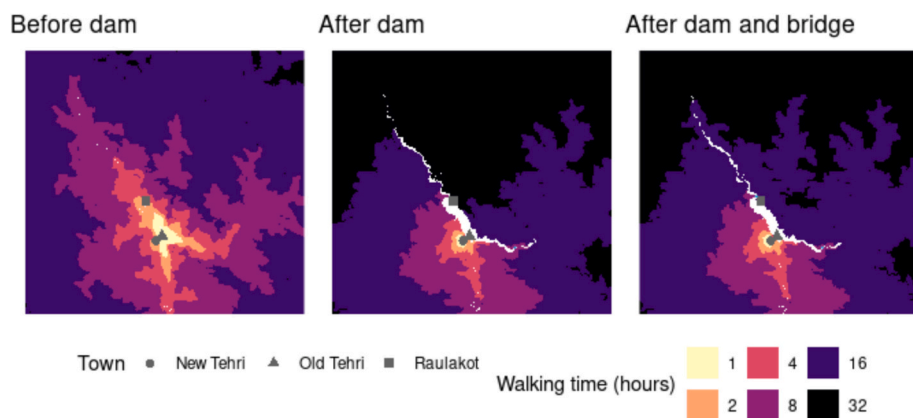 Before dam
After dam
After dam and bridge
Town
New Tehri
Old Tehri
Raulakot
Walking time (hours)
1
4
16
2
8
32